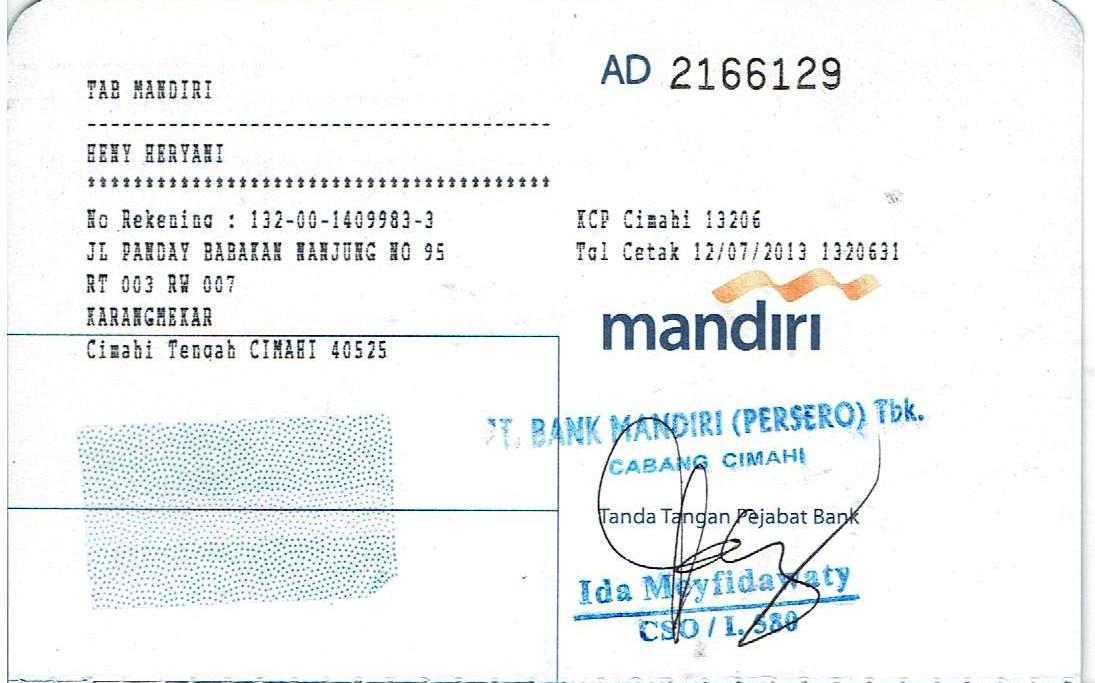 AD 2166129
TAB MANDIRI
---------------------------------------
HENY HERYANI
***************************************
No Rekening : 132-00-1409983-3
KCP Cimahi 13206
JL PANDAY BABAKAN NANJUNG NO 95
Tgl Cetak 12/07/2013 1320631
RT 003 RW 007
KARANGMEKAR
Cimahi Tengah CIMAHI 40525
mandiri
PT. BANK MANDIRI (PERSERO) Tbk.
CABANG CIMAHI
Tanda Tangan Pejabat Bank
Ida Meyfidawaty
CSO / I. 580